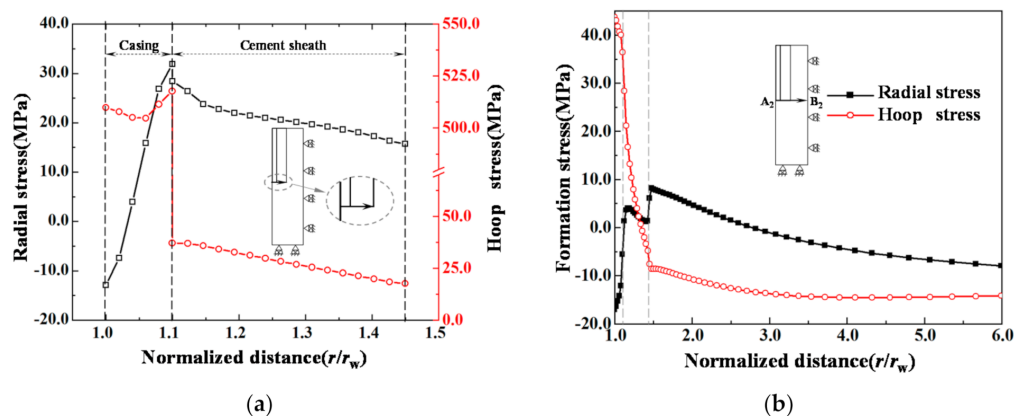 40.0
30.0
20.0
10.0
0.0
-10.0
-20.0
Radial stress(MPa)
Casing
Cement sheath
1.0
1.1
1.2
1.3
1.4
1.5
Normalized distance(r/rw)
550.0
525.0
500.0
50.0
25.0
0.0
Hoop stress(MPa)
(a)
40.0
30.0
20.0
10.0
0.0
-10.0
-20.0
Formation stress(MPa)
A2
B2
Radial stress
Hoop stress
1.0
2.0
3.0
4.0
5.0
6.0
Normalized distance(r/rw)
(b)